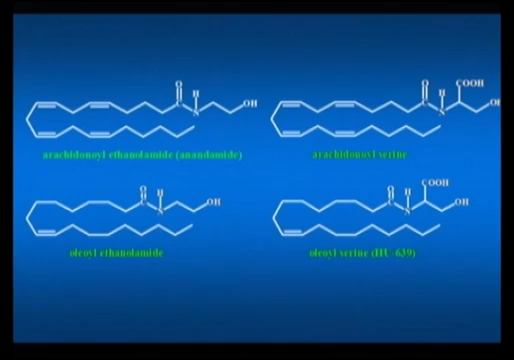 O
H
C
N
OH
O
H
COOH
C
N
OH
arachidonoyl ethanolamide (anandamide)
arachidonoyl serine
O
H
C
N
OH
O
H
COOH
C
N
OH
oleoyl ethanolamide
oleoyl serine (HU-639)